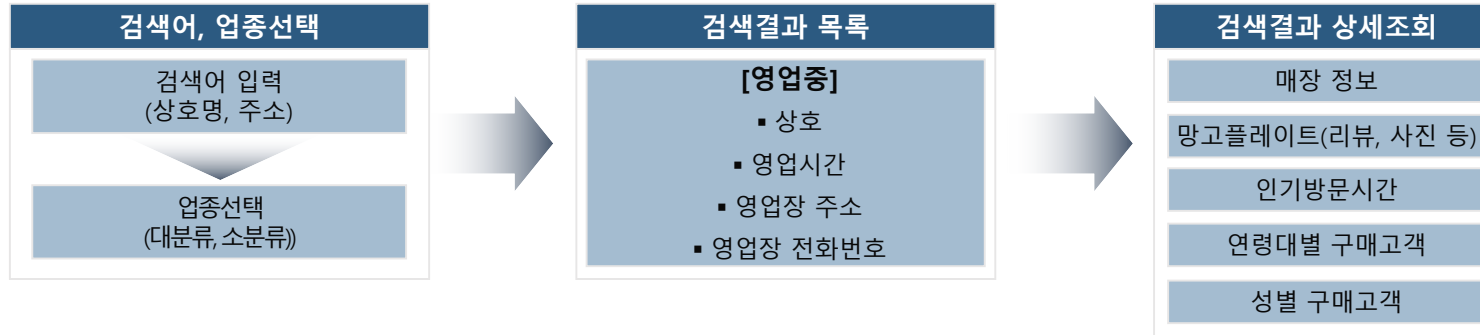 검색어, 업종선택
검색어 입력
(상호명, 주소)
업종선택
(대분류, 소분류))
검색결과 목록
[영업중]
▪ 상호
▪ 영업시간
▪ 영업장 주소
▪ 영업장 전화번호
검색결과 상세조회
매장 정보
망고플레이트(리뷰, 사진 등)
인기방문시간
연령대별 구매고객
성별 구매고객